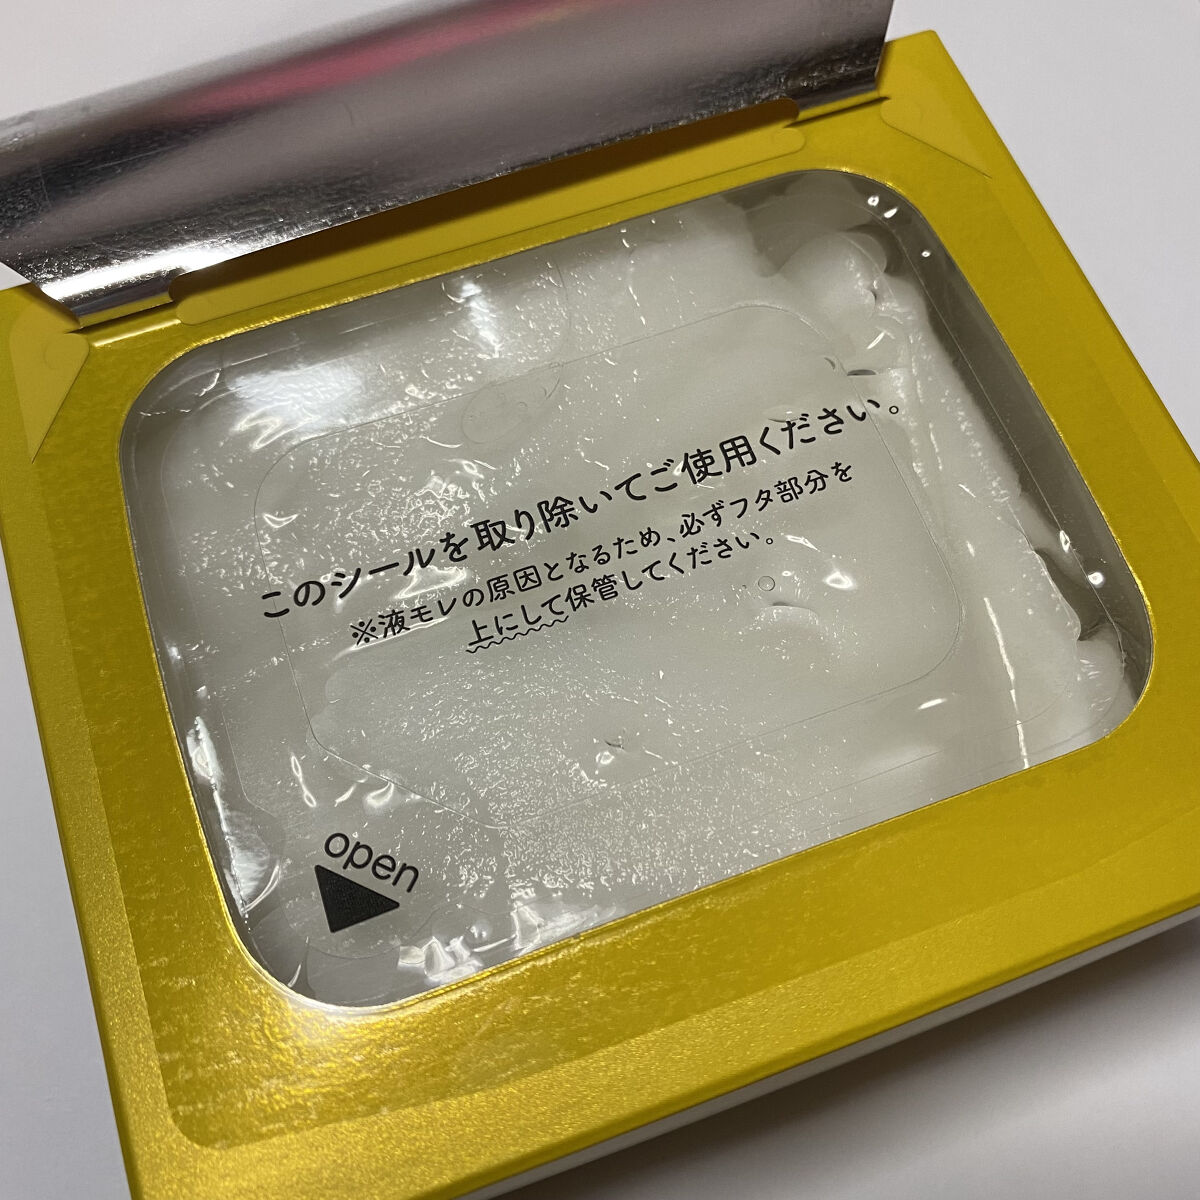 このシールを取り除いてご使用ください。
※液モレの原因となるため、必ずフタ部分を
上にして保管してください。
open